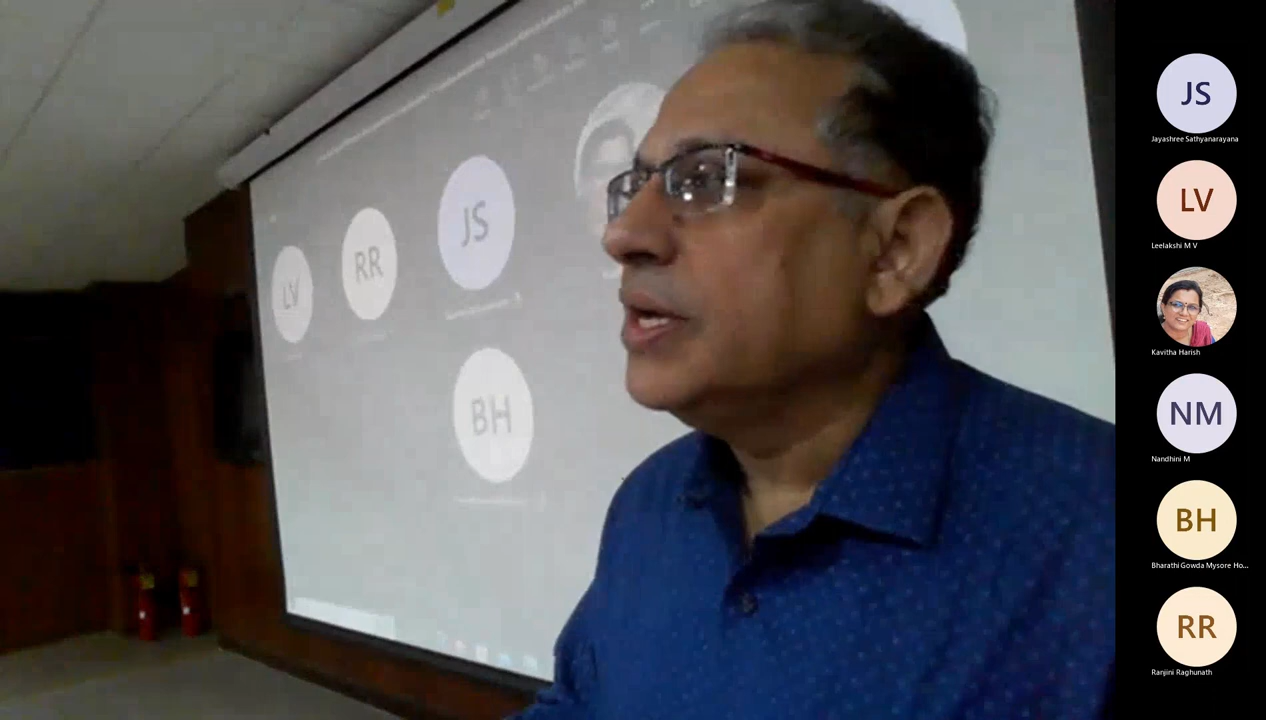 LV
RR
JS
BH
JS
Jayashree Sathyanarayana
LV
Leelakshi M V
Kavitha Harish
NM
Nandhini M
BH
Bharathi Gowda Mysore Ho...
RR
Ranjini Raghunath